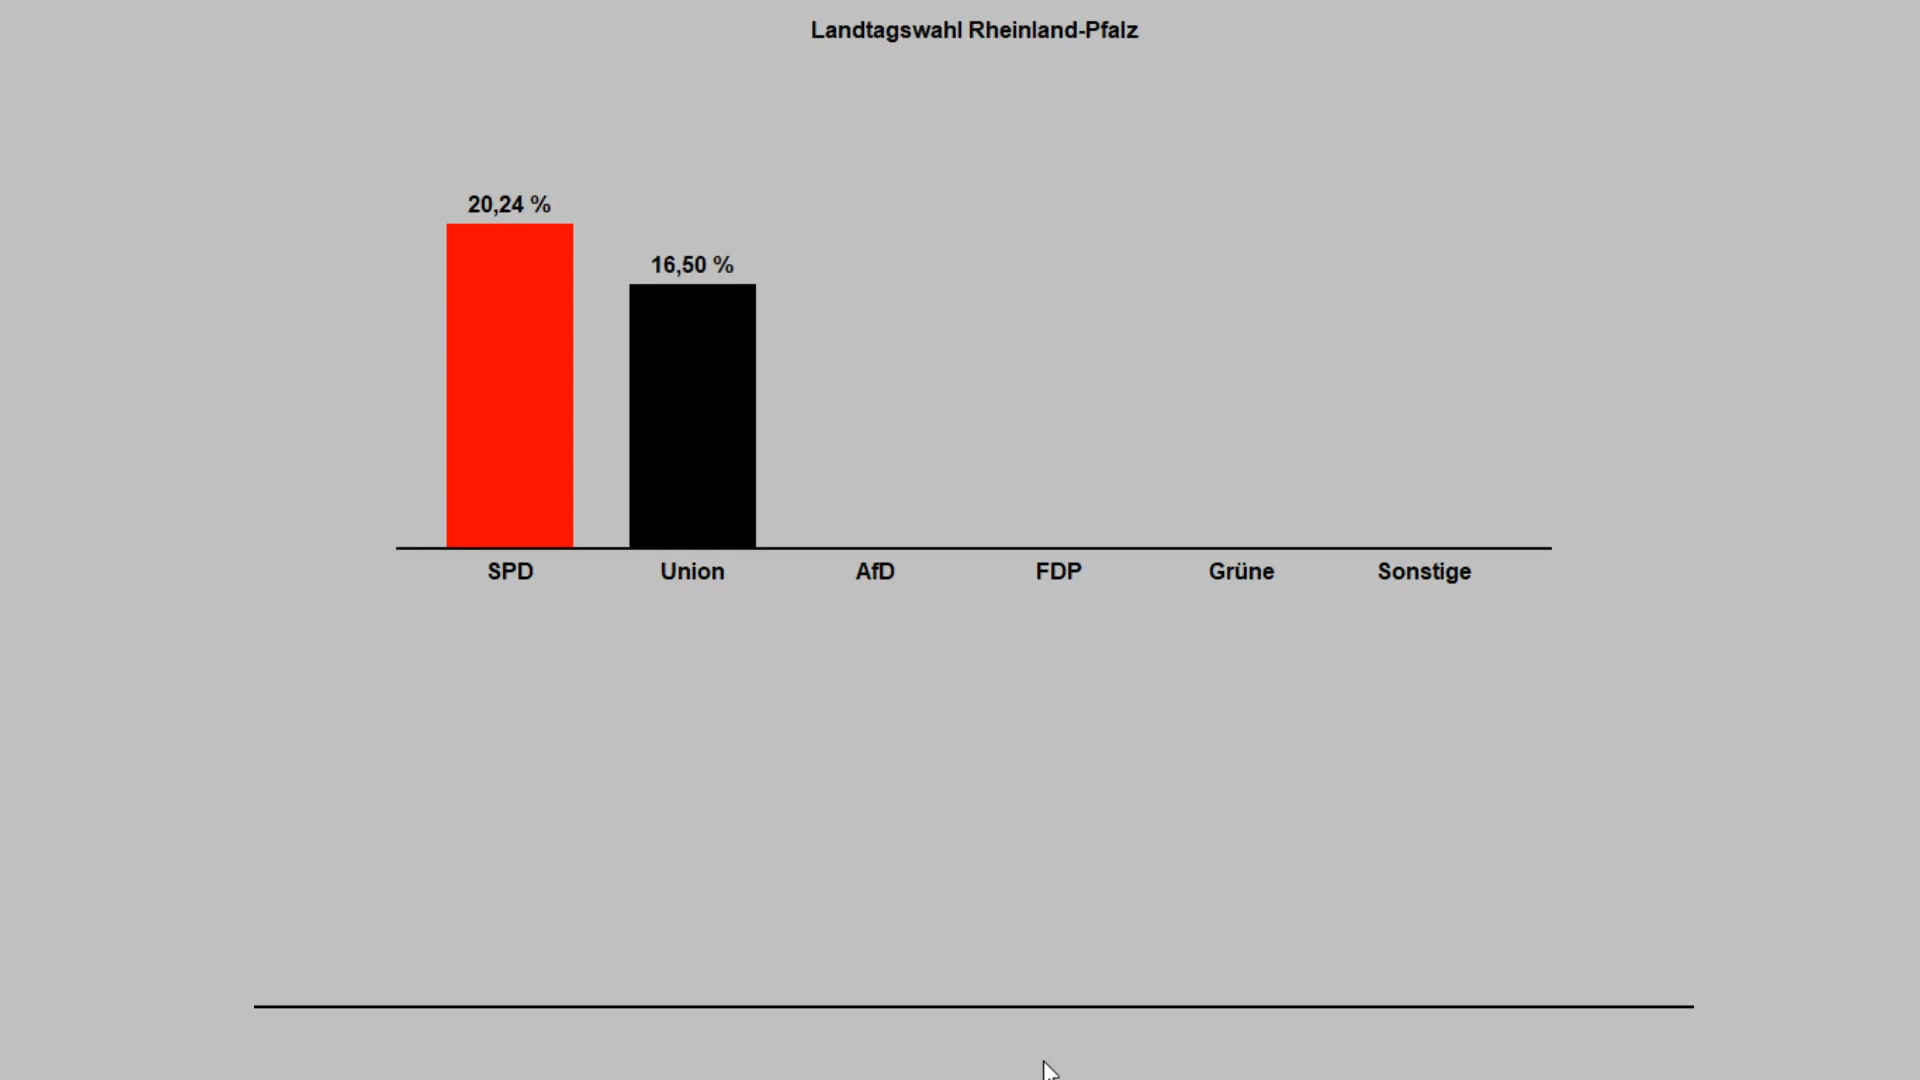 Landtagswahl Rheinland-Pfalz
20,24 %
16,50 %
SPD Union AfD FDP Grüne Sonstige